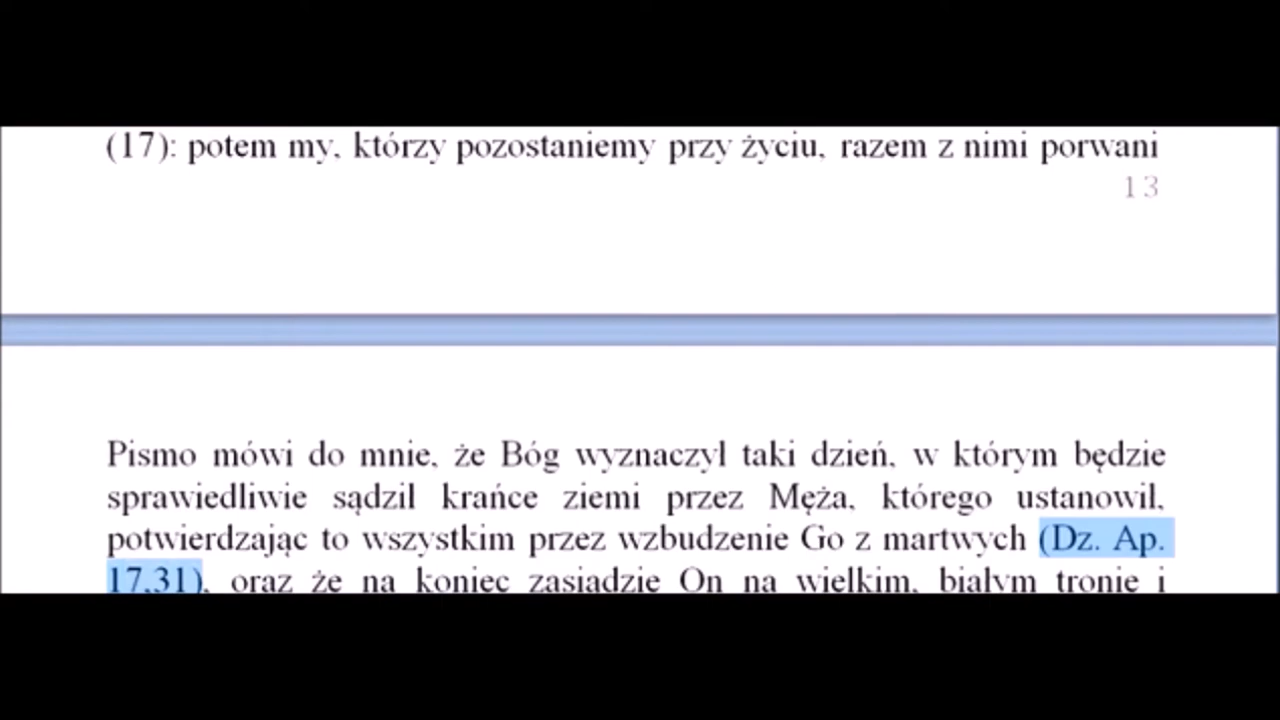 (17): potem my, którzy pozostaniemy przy życiu, razem z nimi porwani
13
Pismo mówi do mnie, że Bóg wyznaczył taki dzień, w którym będzie
sprawiedliwie sądził krańce ziemi przez Męża, którego ustanowił,
potwierdzając to wszystkim przez wzbudzenie Go z martwych (Dz. Ap.
17,31), oraz że na koniec zasiadzie On na wielkim, białym tronie i